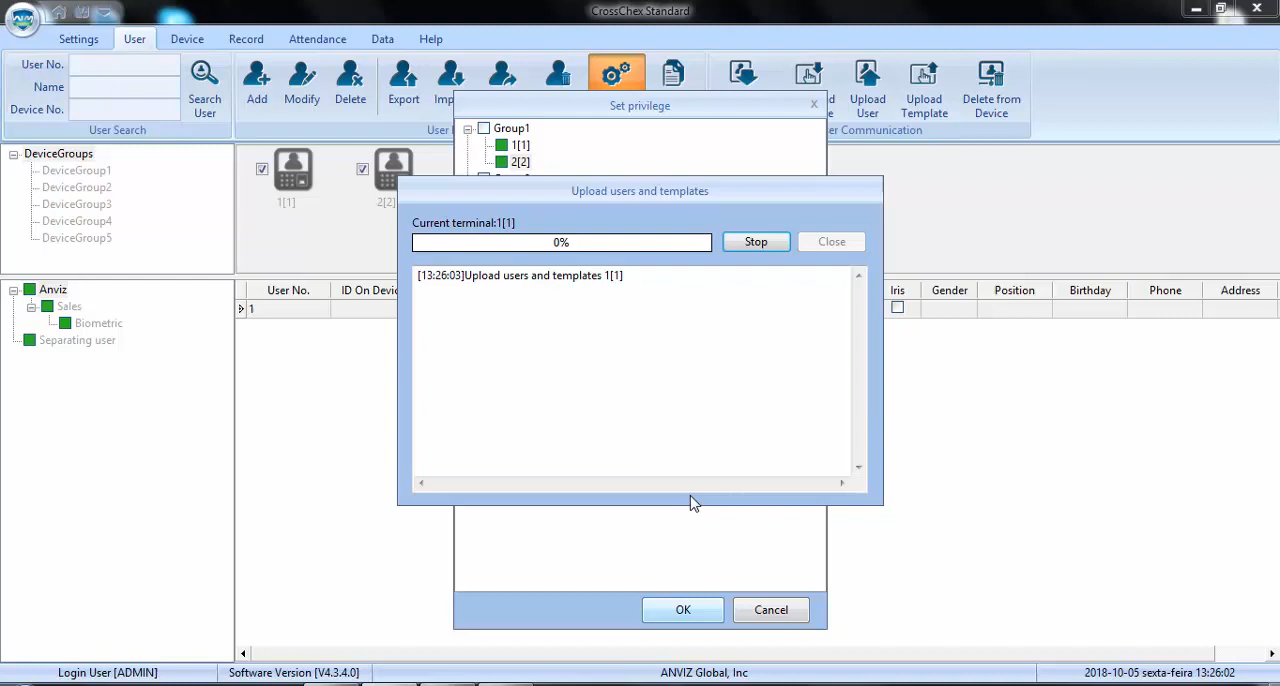 CrossChex Standard
Settings User Device Record Attendance Data Help
User No.
Name
Device No.
Search User
User Search
Add Modify Delete Export Imp
Upload User
Upload Template
Delete from Device
er Communication
Set privilege x
Group1
1[1]
2[2]
DeviceGroups
DeviceGroup1
DeviceGroup2
DeviceGroup3
DeviceGroup4
DeviceGroup5
1[1] 2[2]
Upload users and templates
Current terminal:1[1]
0% Stop Close
[13:26:03]Upload users and templates 1[1]
Anviz
Sales
Biometric
Separating user
User No. ID On Devi Iris Gender Position Birthday Phone Address
1
OK Cancel
Login User [ADMIN] Software Version [V4.3.4.0] ANVIZ Global, Inc 2018-10-05 sexta-feira 13:26:02